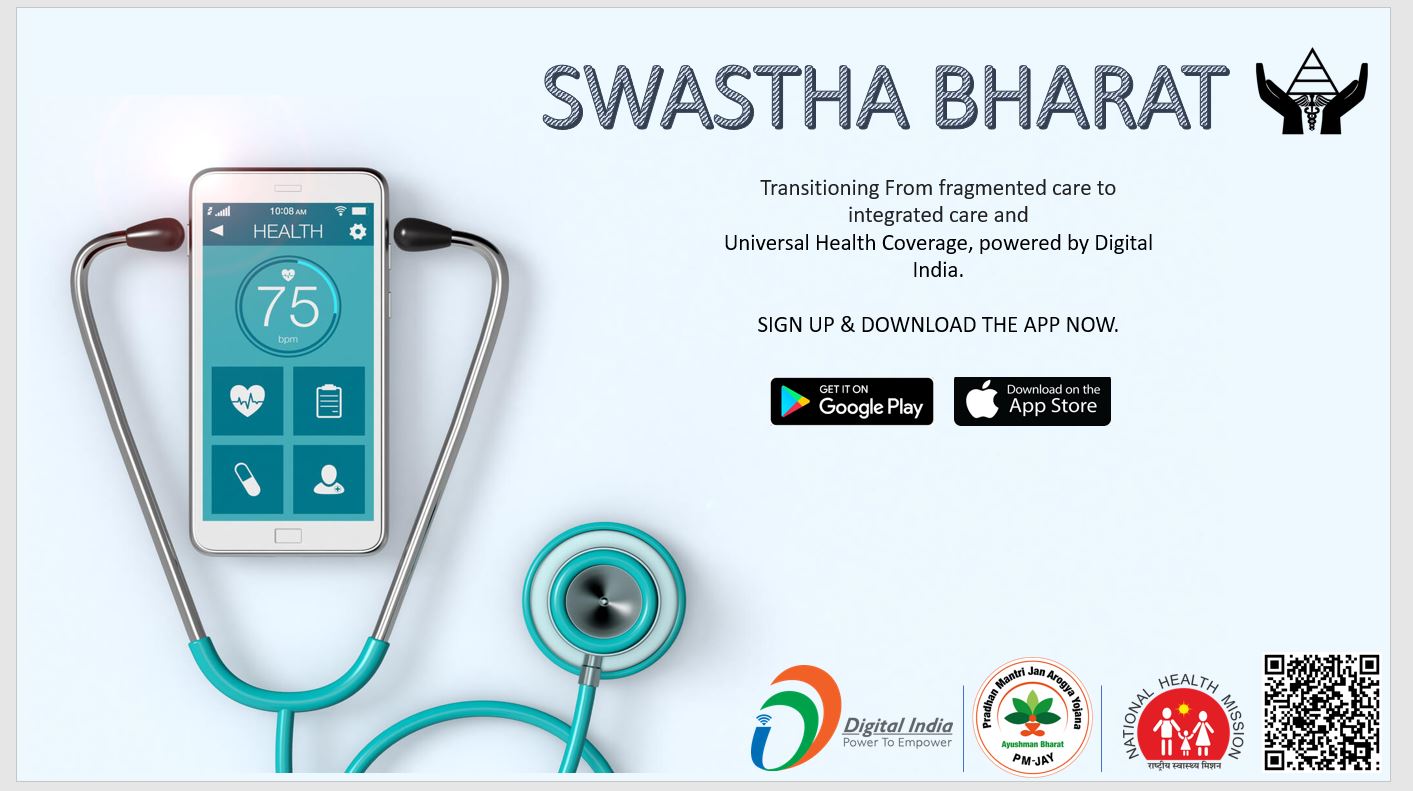 SWASTHA BHARAT
Transitioning From fragmented care to
integrated care and
Universal Health Coverage, powered by Digital
India.
SIGN UP & DOWNLOAD THE APP NOW.
GET IT ON
Google Play
Download on the
App Store
10:08 AM
HEALTH
75
bpm
Digital India
Power To Empower
Pradhan Mantri Jan Arogya Yojana
Ayushman Bharat
PM-JAY
NATIONAL HEALTH MISSION
राष्ट्रीय स्वास्थ्य मिशन